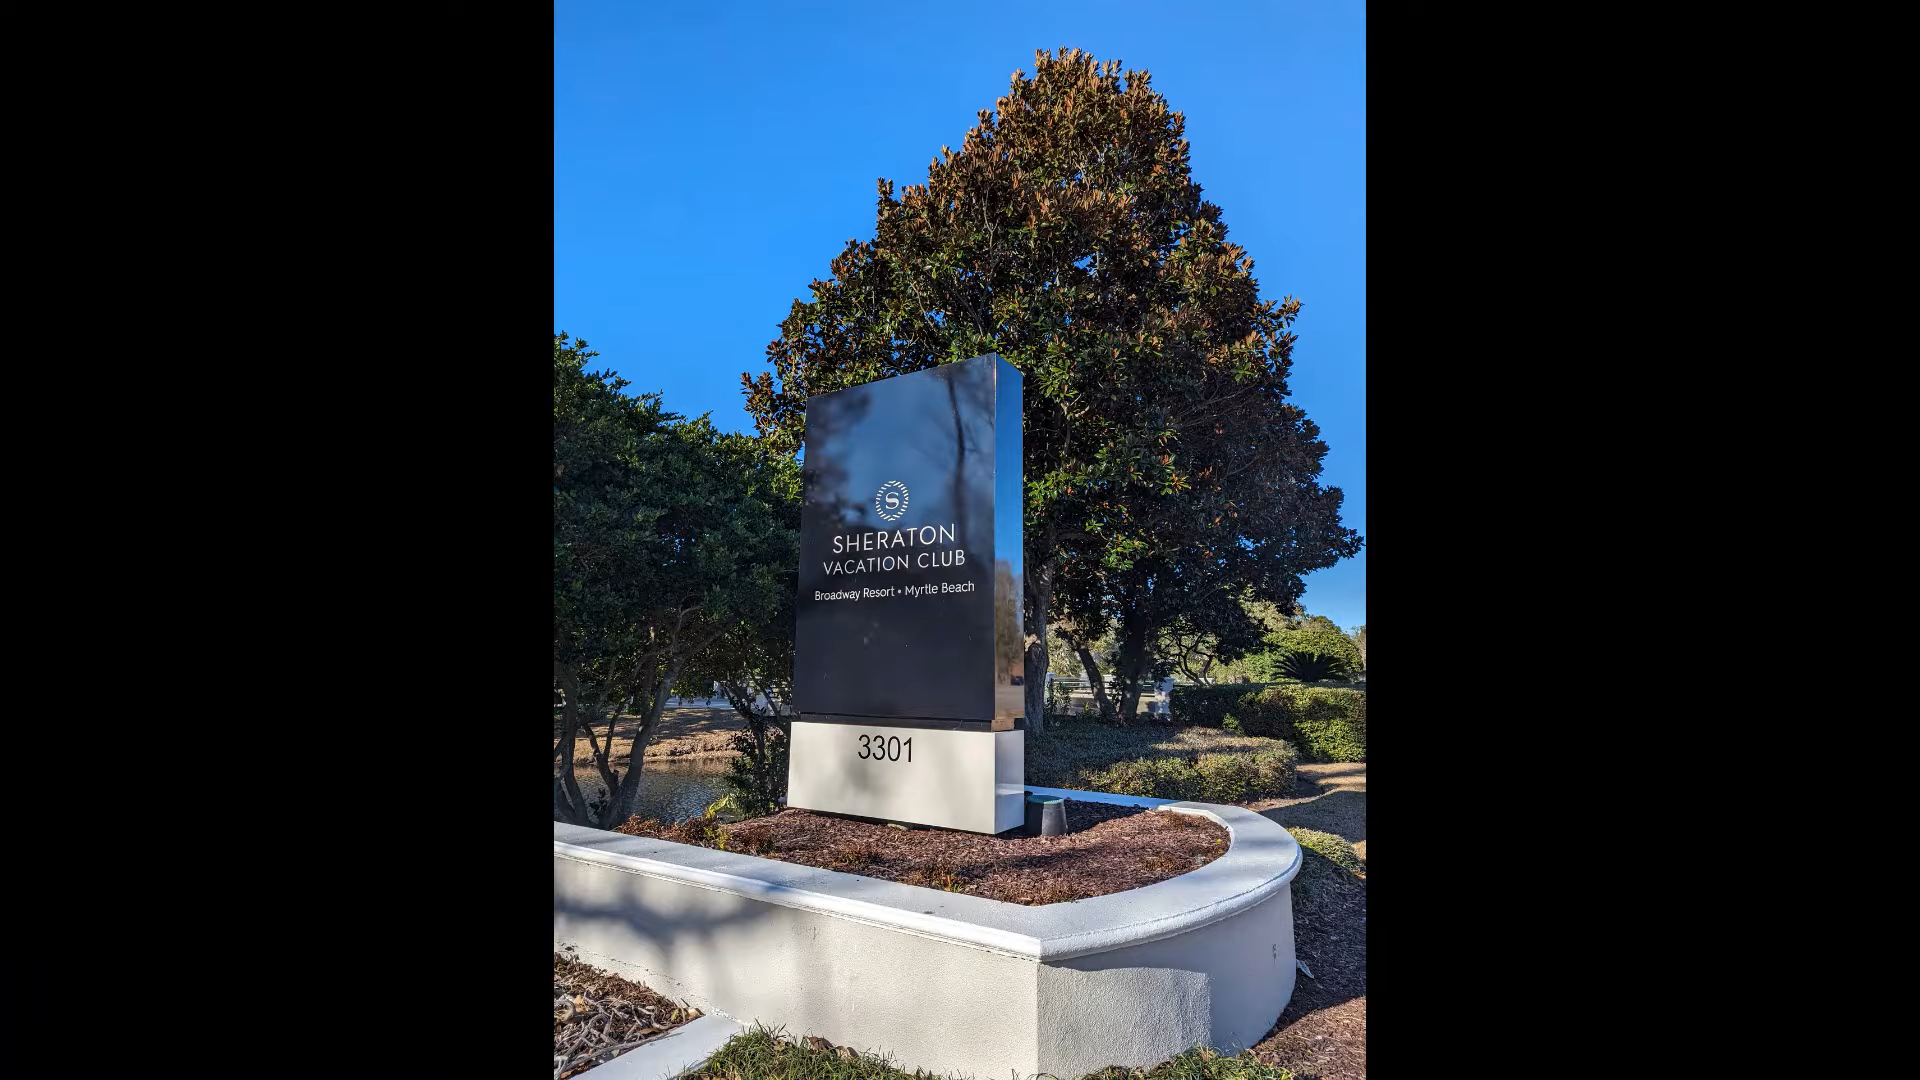 S
SHERATON
VACATION CLUB
Broadway Resort • Myrtle Beach
3301